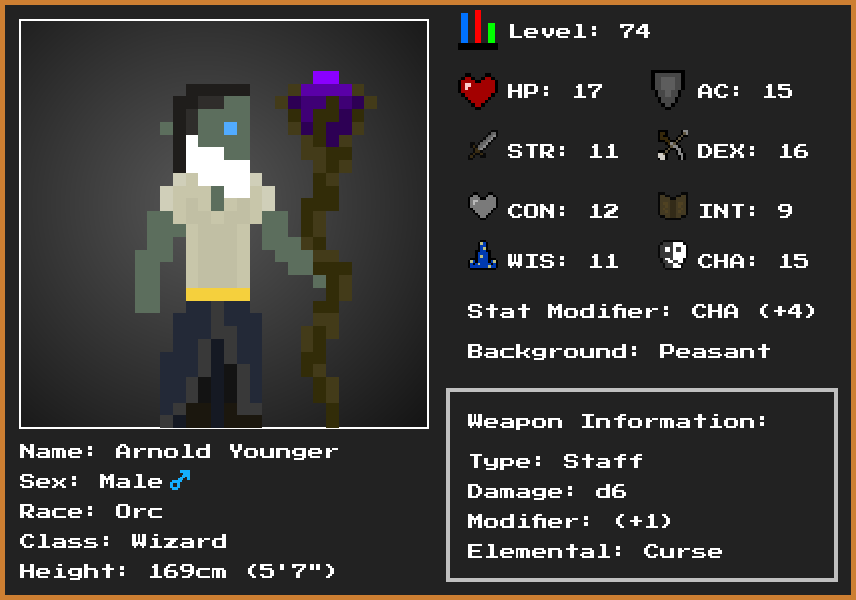 Level: 74
HP: 17 AC: 15
STR: 11 DEX: 16
CON: 12 INT: 9
WIS: 11 CHA: 15
Stat Modifier: CHA (+4)
Background: Peasant
Weapon Information:
Type: Staff
Damage: d6
Modifier: (+1)
Elemental: Curse
Name: Arnold Younger
Sex: Male ♂
Race: Orc
Class: Wizard
Height: 169cm (5'7")